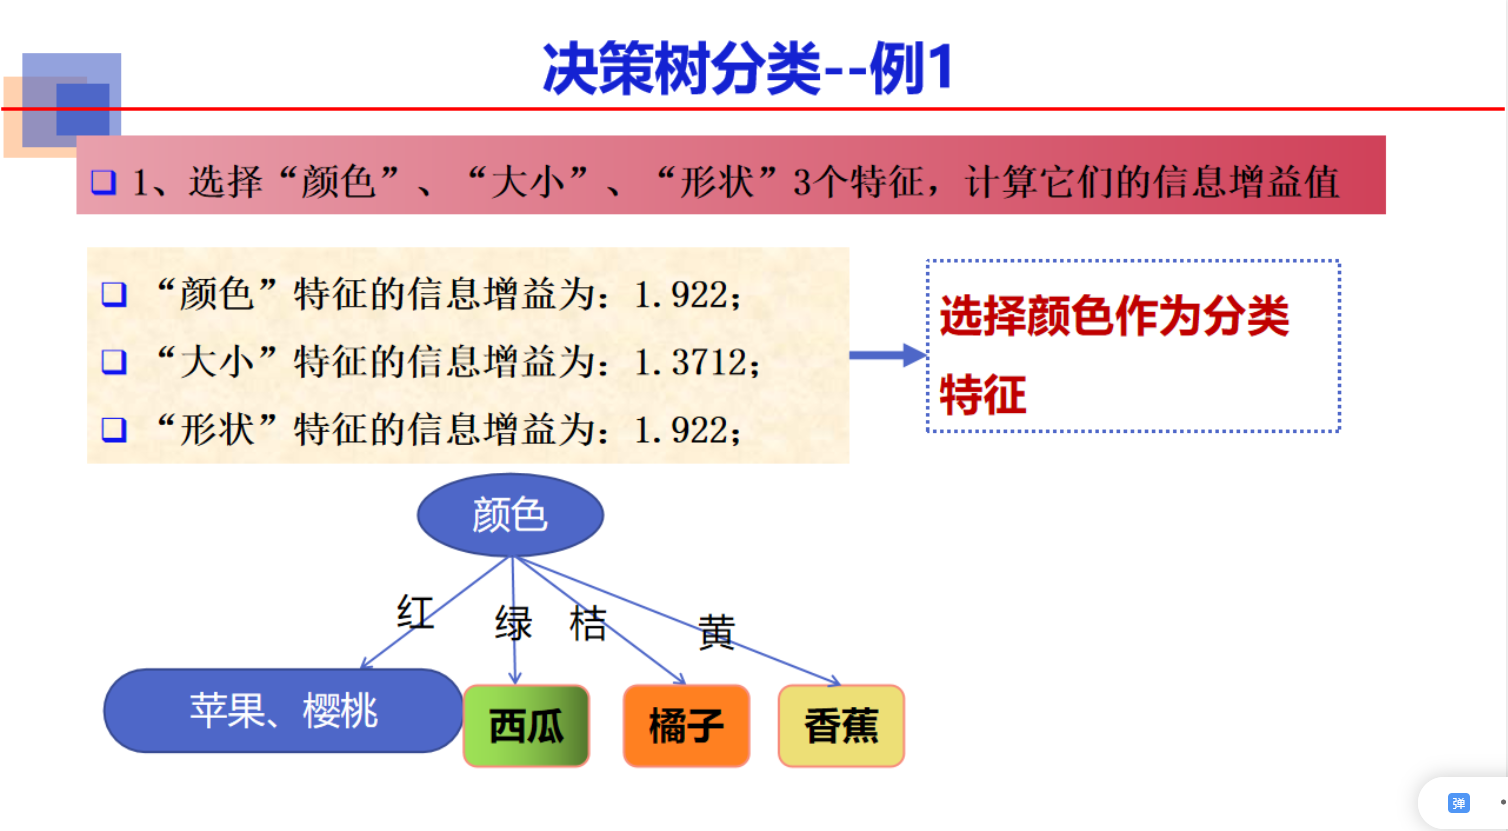 决策树分类--例1
1、选择“颜色”、“大小”、“形状”3个特征，计算它们的信息增益值
“颜色”特征的信息增益为：1.922；
“大小”特征的信息增益为：1.3712；
“形状”特征的信息增益为：1.922；
选择颜色作为分类
特征
颜色
红
绿
桔
黄
苹果、樱桃
西瓜
橘子
香蕉
弹